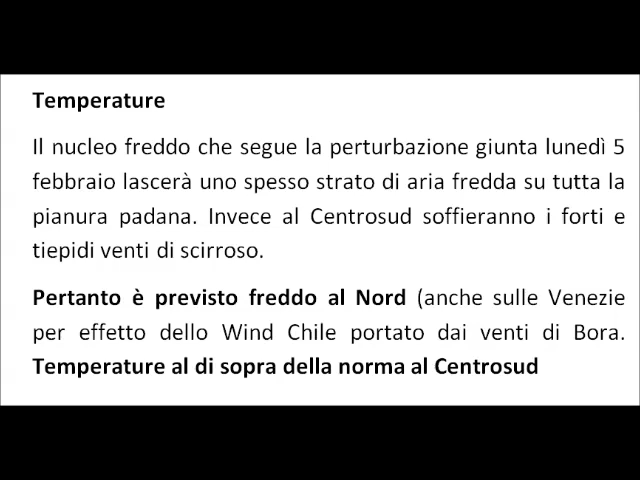 Temperature
Il nucleo freddo che segue la perturbazione giunta lunedì 5
febbraio lascerà uno spesso strato di aria fredda su tutta la
pianura padana. Invece al Centrosud soffieranno i forti e
tiepidi venti di scirroso.
Pertanto è previsto freddo al Nord (anche sulle Venezie
per effetto dello Wind Chile portato dai venti di Bora.
Temperature al di sopra della norma al Centrosud